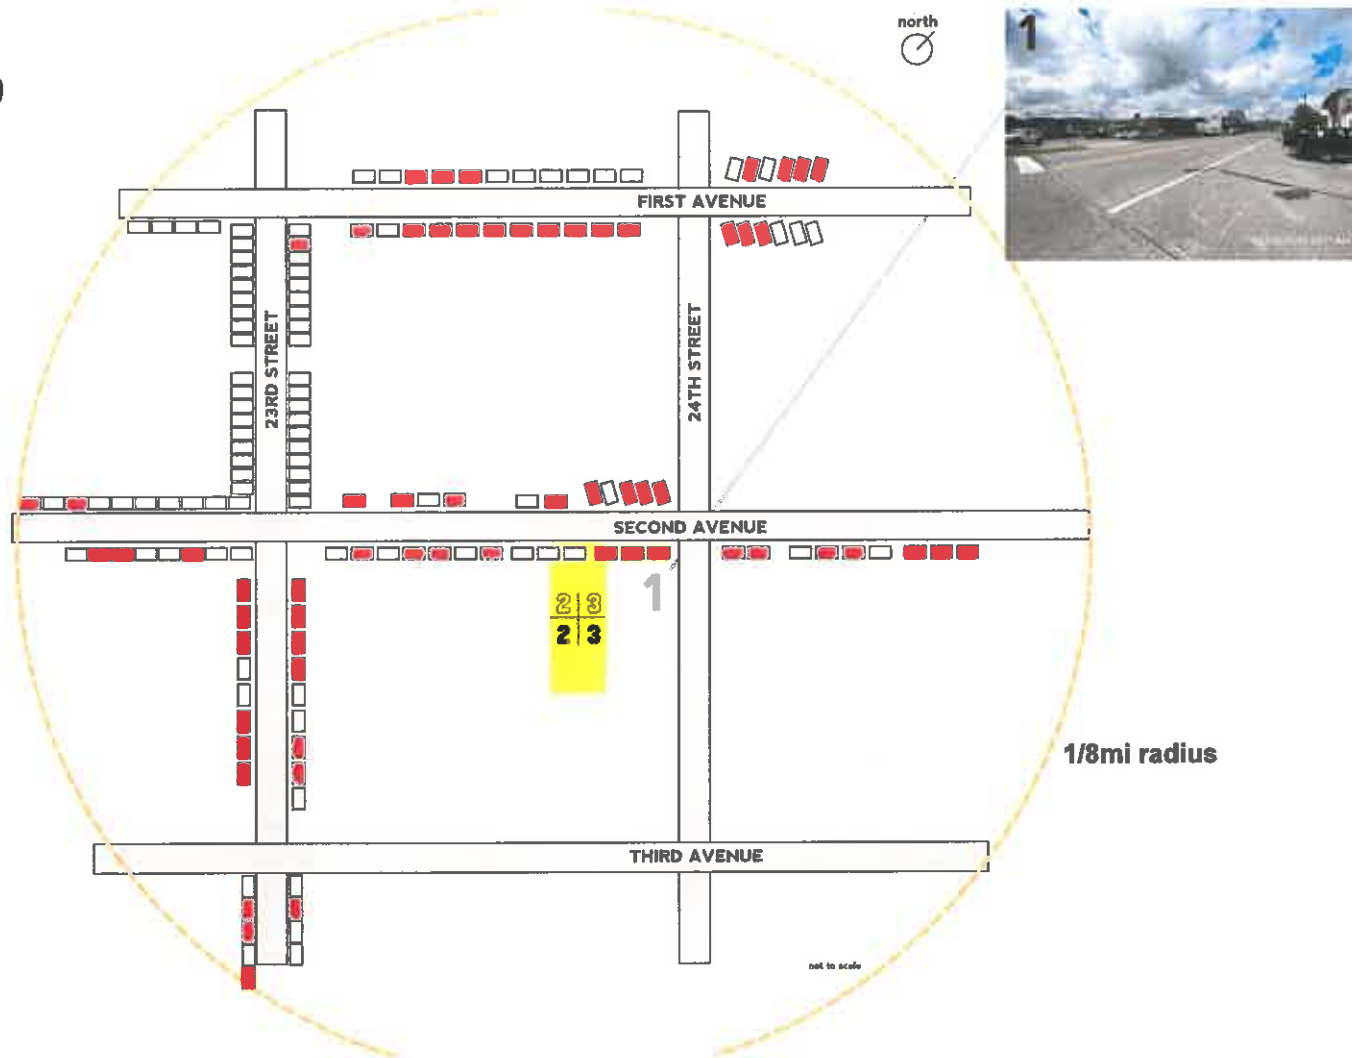 north
1
FIRST AVENUE
23RD STREET
24TH STREET
SECOND AVENUE
1
2 3
2 3
1/8mi radius
THIRD AVENUE
not to scale